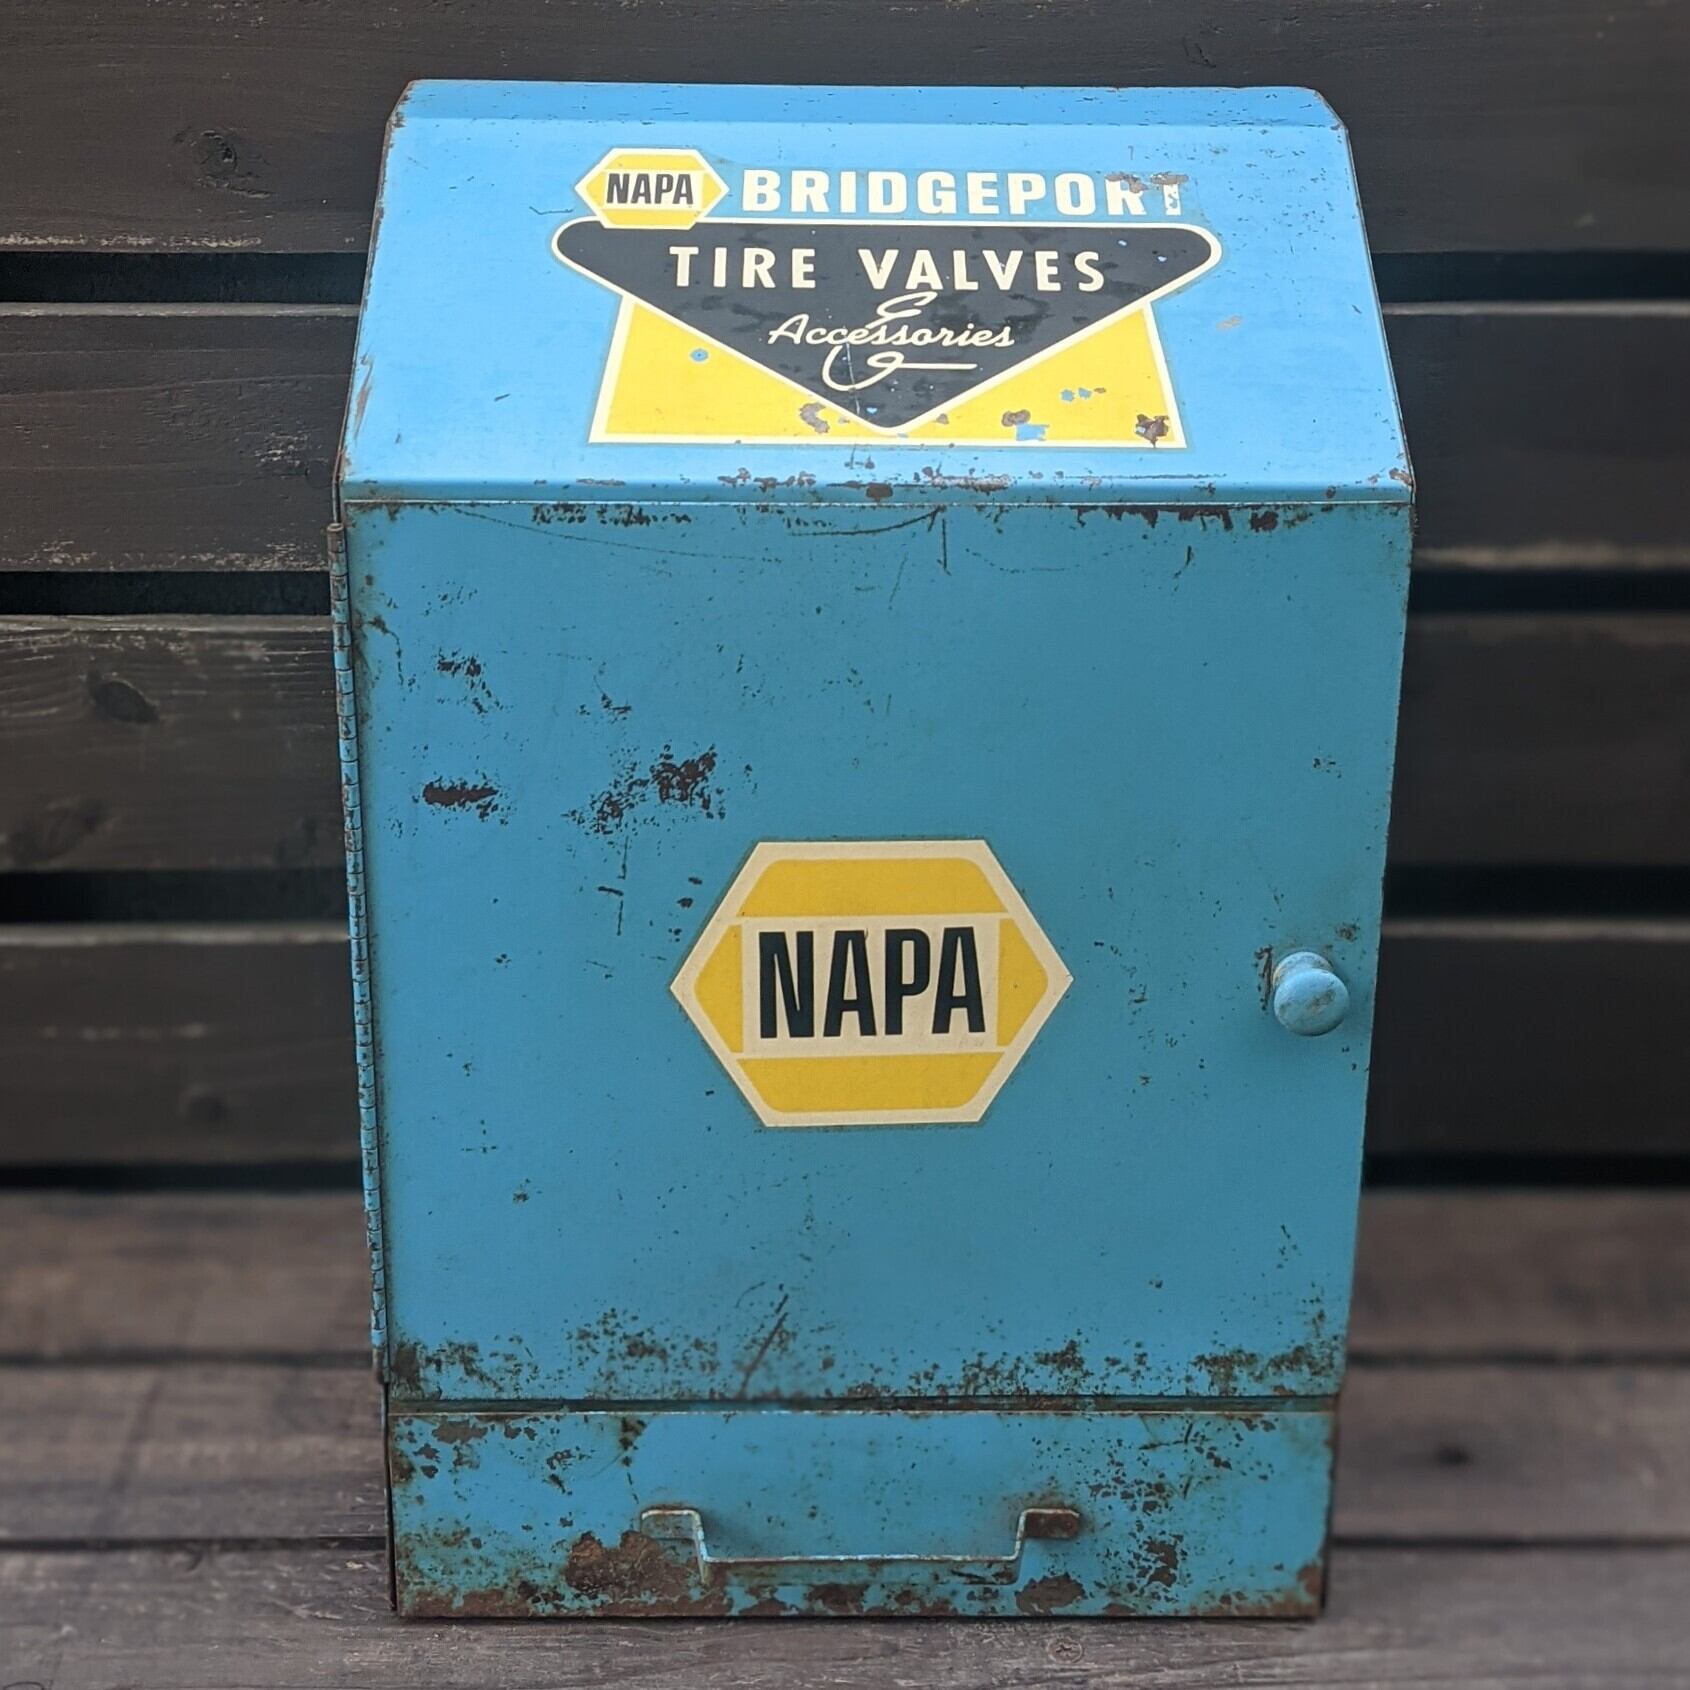 NAPA BRIDGEPORT
TIRE VALVES
&
Accessories
NAPA